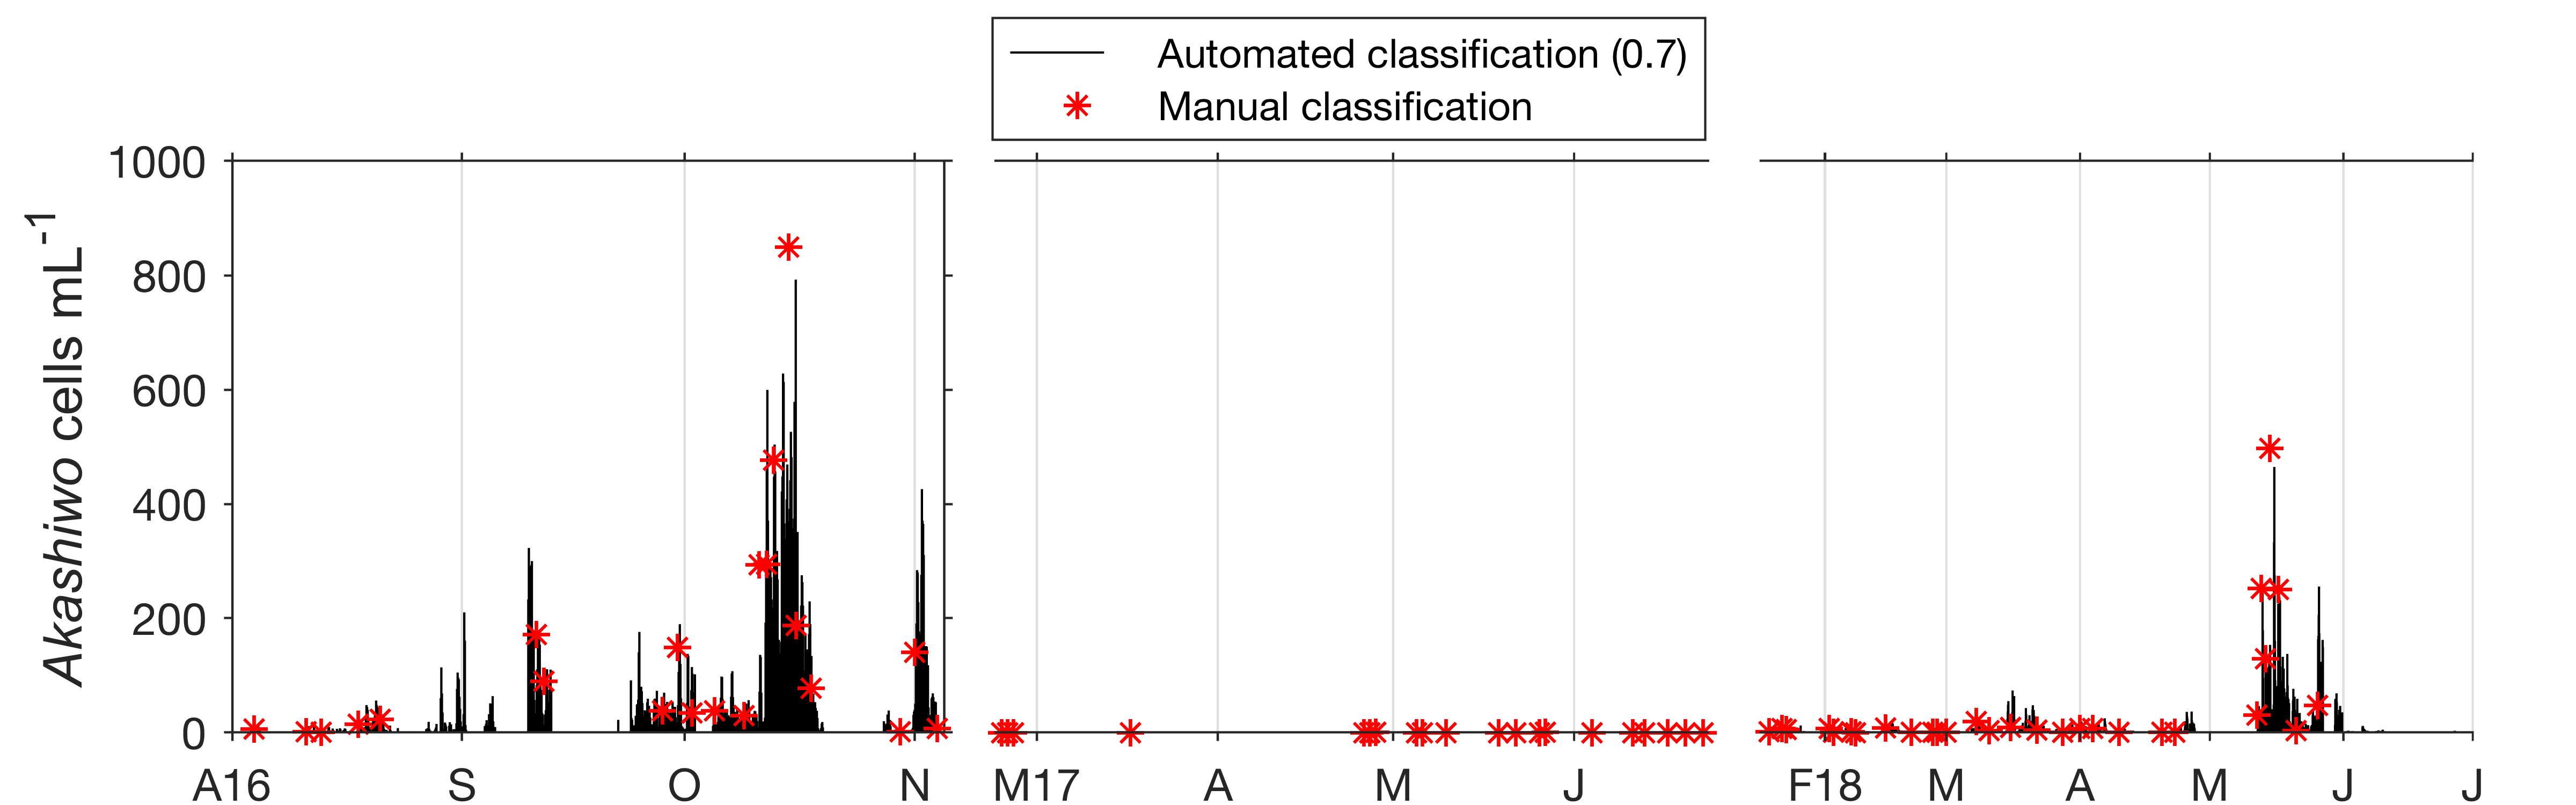 Automated classification (0.7)
Manual classification
Akashiwo cells mL-1
1000
800
600
400
200
0
A16 S O N M17 A M J F18 M A M J J